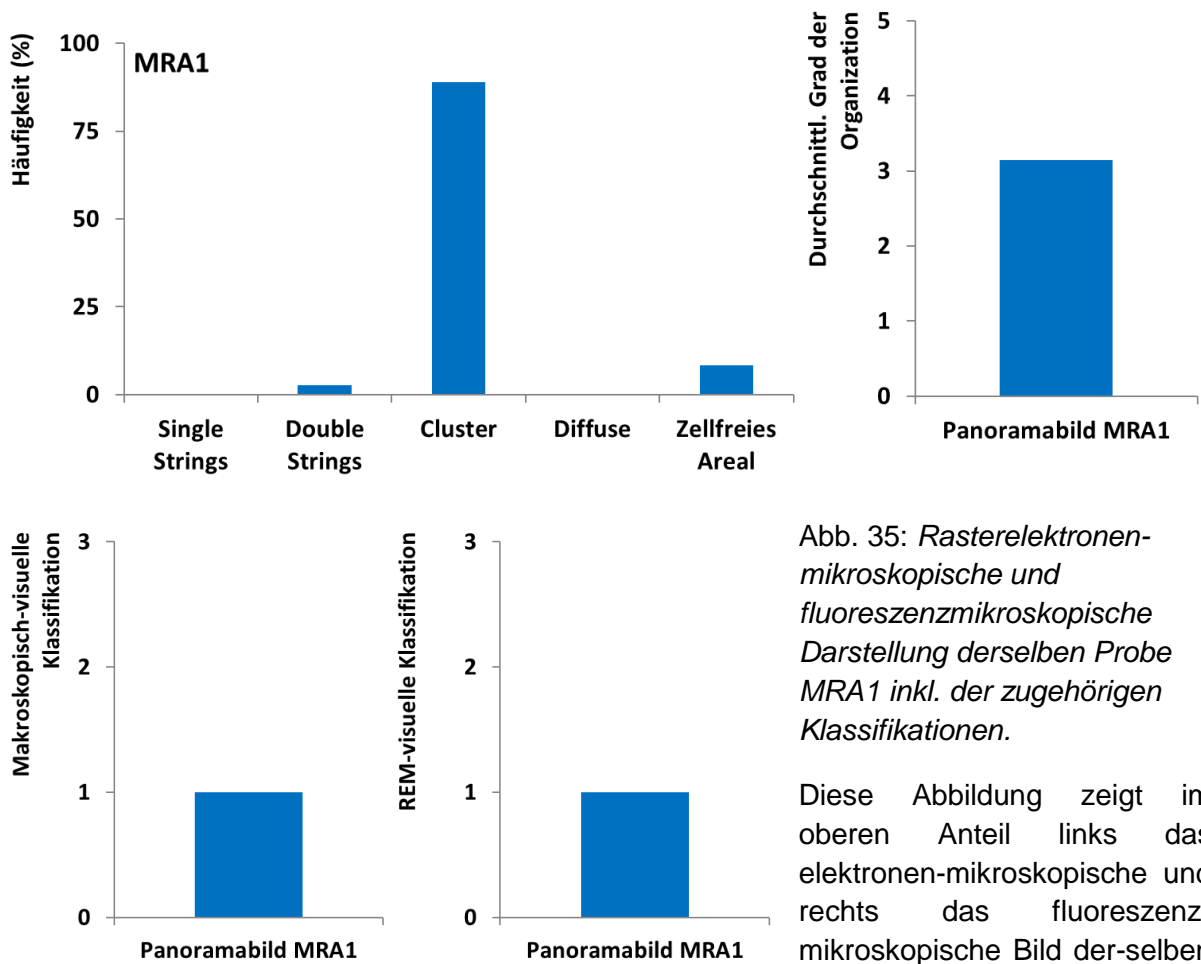 Häufigkeit (%)
100
75
50
25
0
MRA1
Single
Strings
Double
Strings
Cluster
Diffuse
Zellfreies
Areal
Durchschnittl. Grad der
Organization
5
4
3
2
1
0
Panoramabild MRA1
Makroskopisch-visuelle
Klassifikation
3
2
1
0
Panoramabild MRA1
REM-visuelle Klassifikation
3
2
1
0
Panoramabild MRA1
Abb. 35: Rasterelektronen-
mikroskopische und
fluoreszenzmikroskopische
Darstellung derselben Probe
MRA1 inkl. der zugehörigen
Klassifikationen.
Diese Abbildung zeigt im
oberen Anteil links das
elektronen-mikroskopische und
rechts das fluoreszenz
mikroskopische Bild der-selben